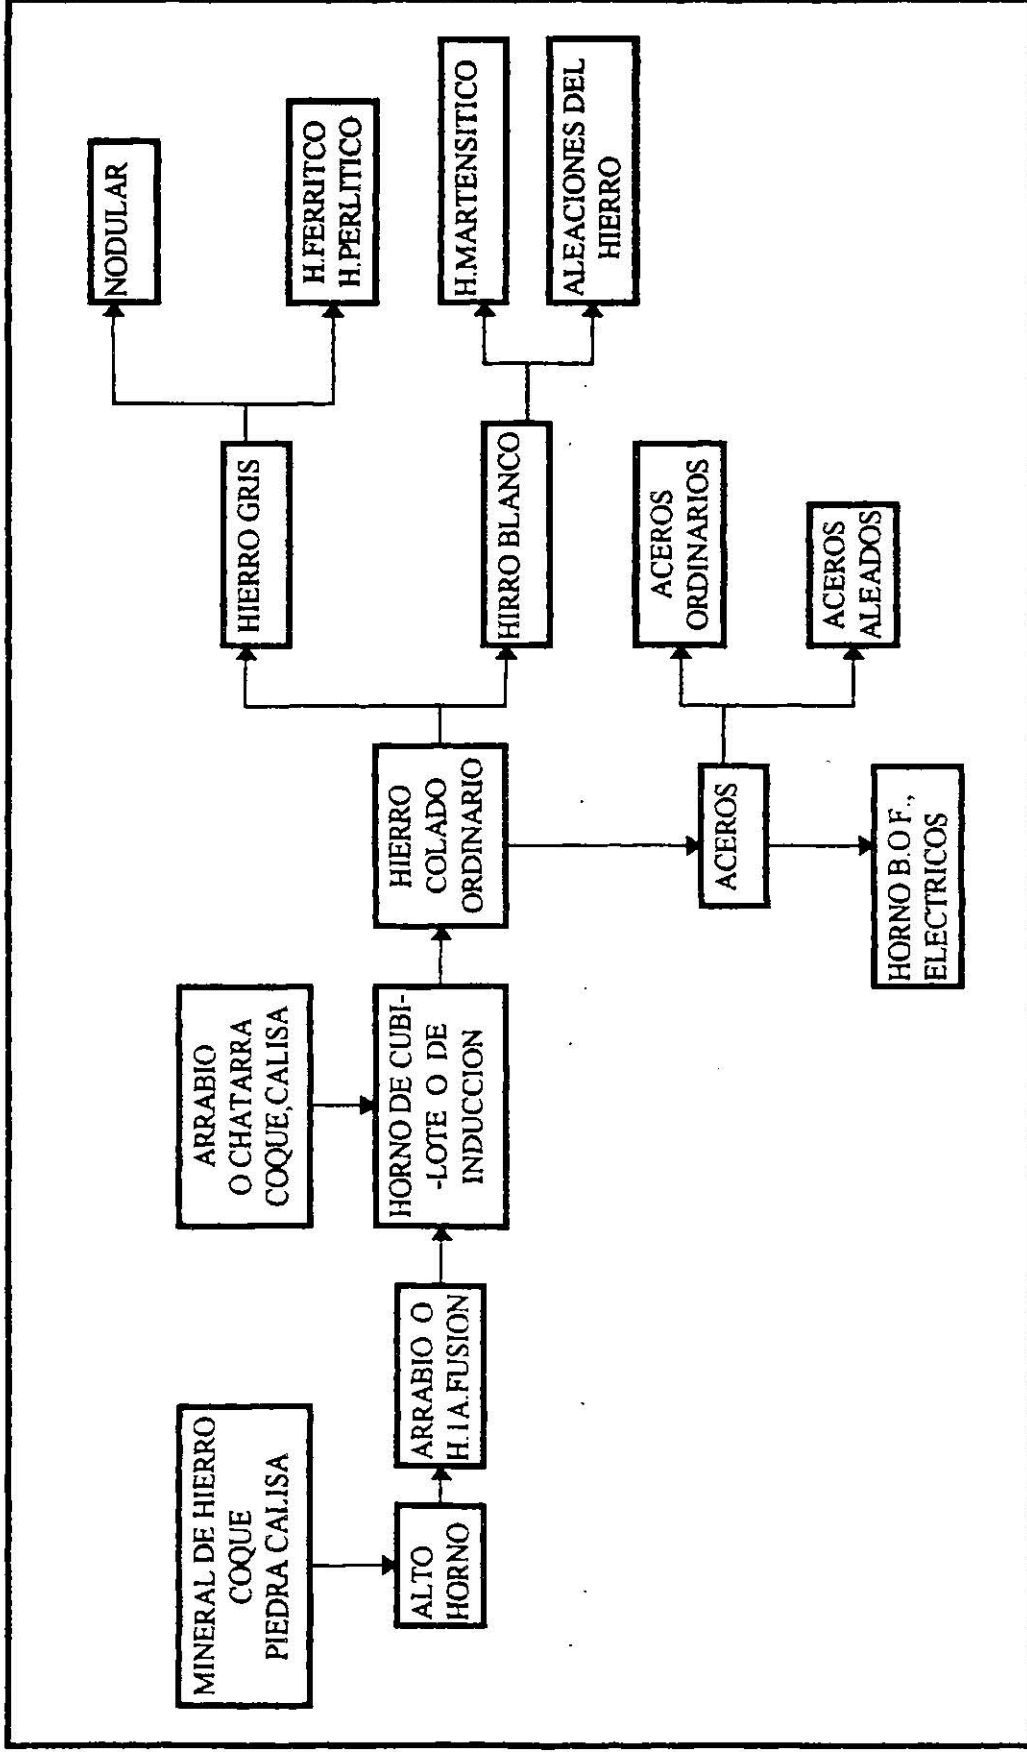 MINERAL DE HIERRO
COQUE
PIEDRA CALISA
ALTO
HORNO
ARRABIO O
H.1A.FUSION
ARRABIO
O CHATARRA
COQUE,CALISA
HORNO DE CUBI-
-LOTE O DE
INDUCCION
HIERRO
COLADO
ORDINARIO
HIERRO GRIS
NODULAR
H.FERRITCO
H.PERLITICO
HIRRO BLANCO
H.MARTENSITICO
ALEACIONES DEL
HIERRO
ACEROS
ACEROS
ORDINARIOS
ACEROS
ALEADOS
HORNO B.O F.,
ELECTRICOS